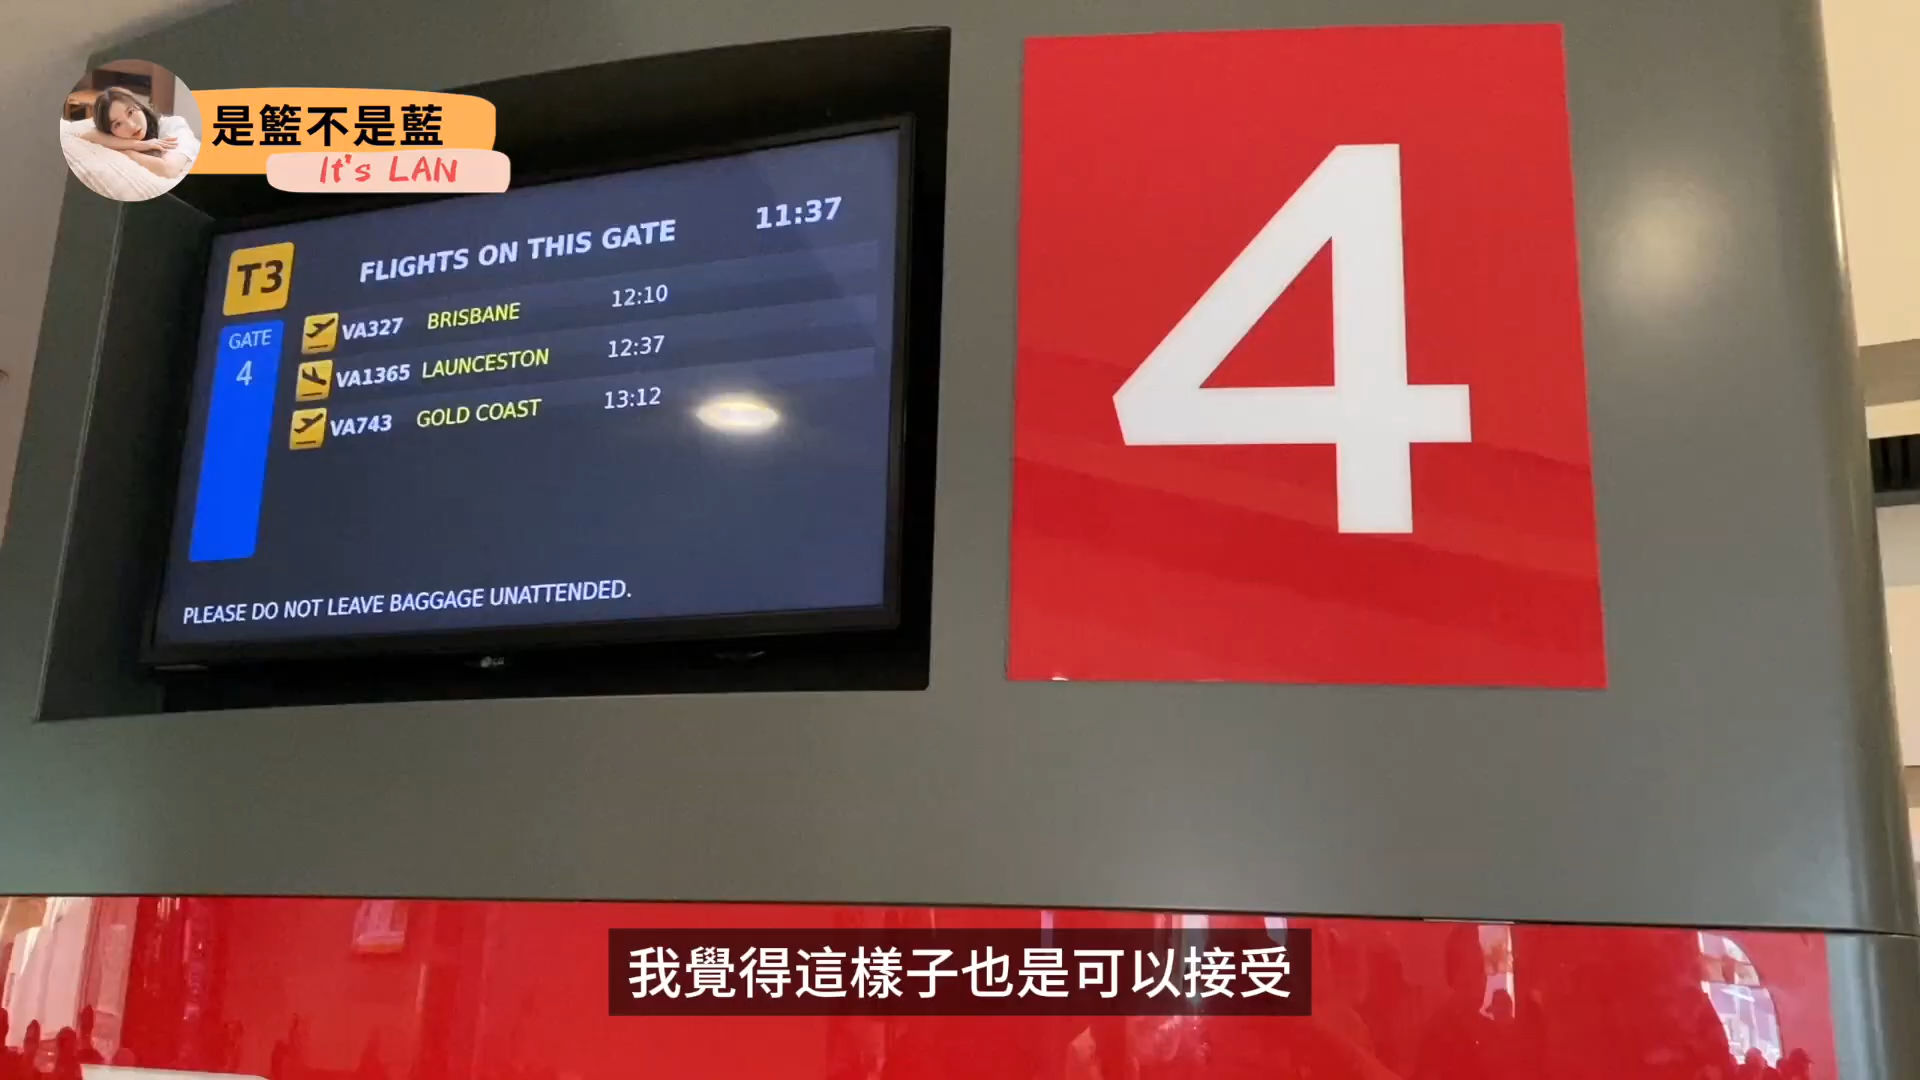 是籃不是藍
It's LAN
T3
FLIGHTS ON THIS GATE
11:37
GATE
4
VA327 BRISBANE 12:10
VA1365 LAUNCESTON 12:37
VA743 GOLD COAST 13:12
PLEASE DO NOT LEAVE BAGGAGE UNATTENDED.
LG
4
我覺得這樣子也是可以接受